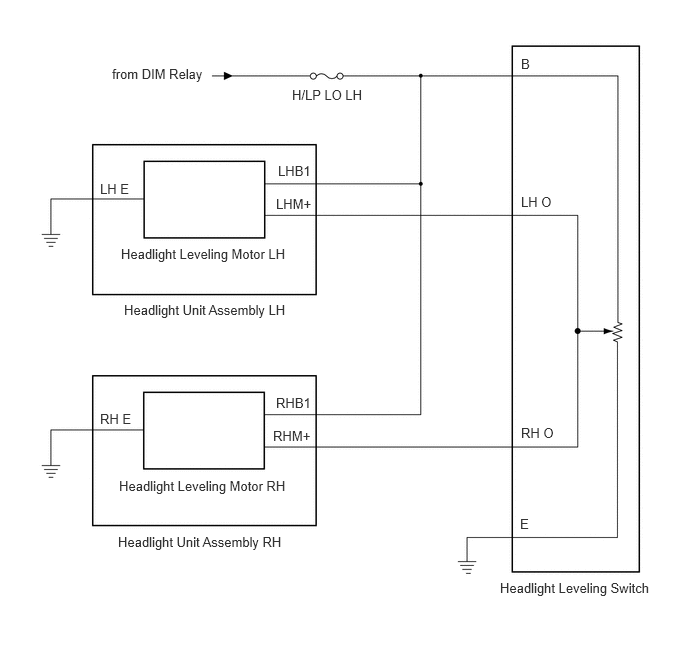 from DIM Relay
H/LP LO LH
B
LHB1
LH E
LHM+
LH O
Headlight Leveling Motor LH
Headlight Unit Assembly LH
RHB1
RH E
RHM+
RH O
Headlight Leveling Motor RH
Headlight Unit Assembly RH
E
Headlight Leveling Switch